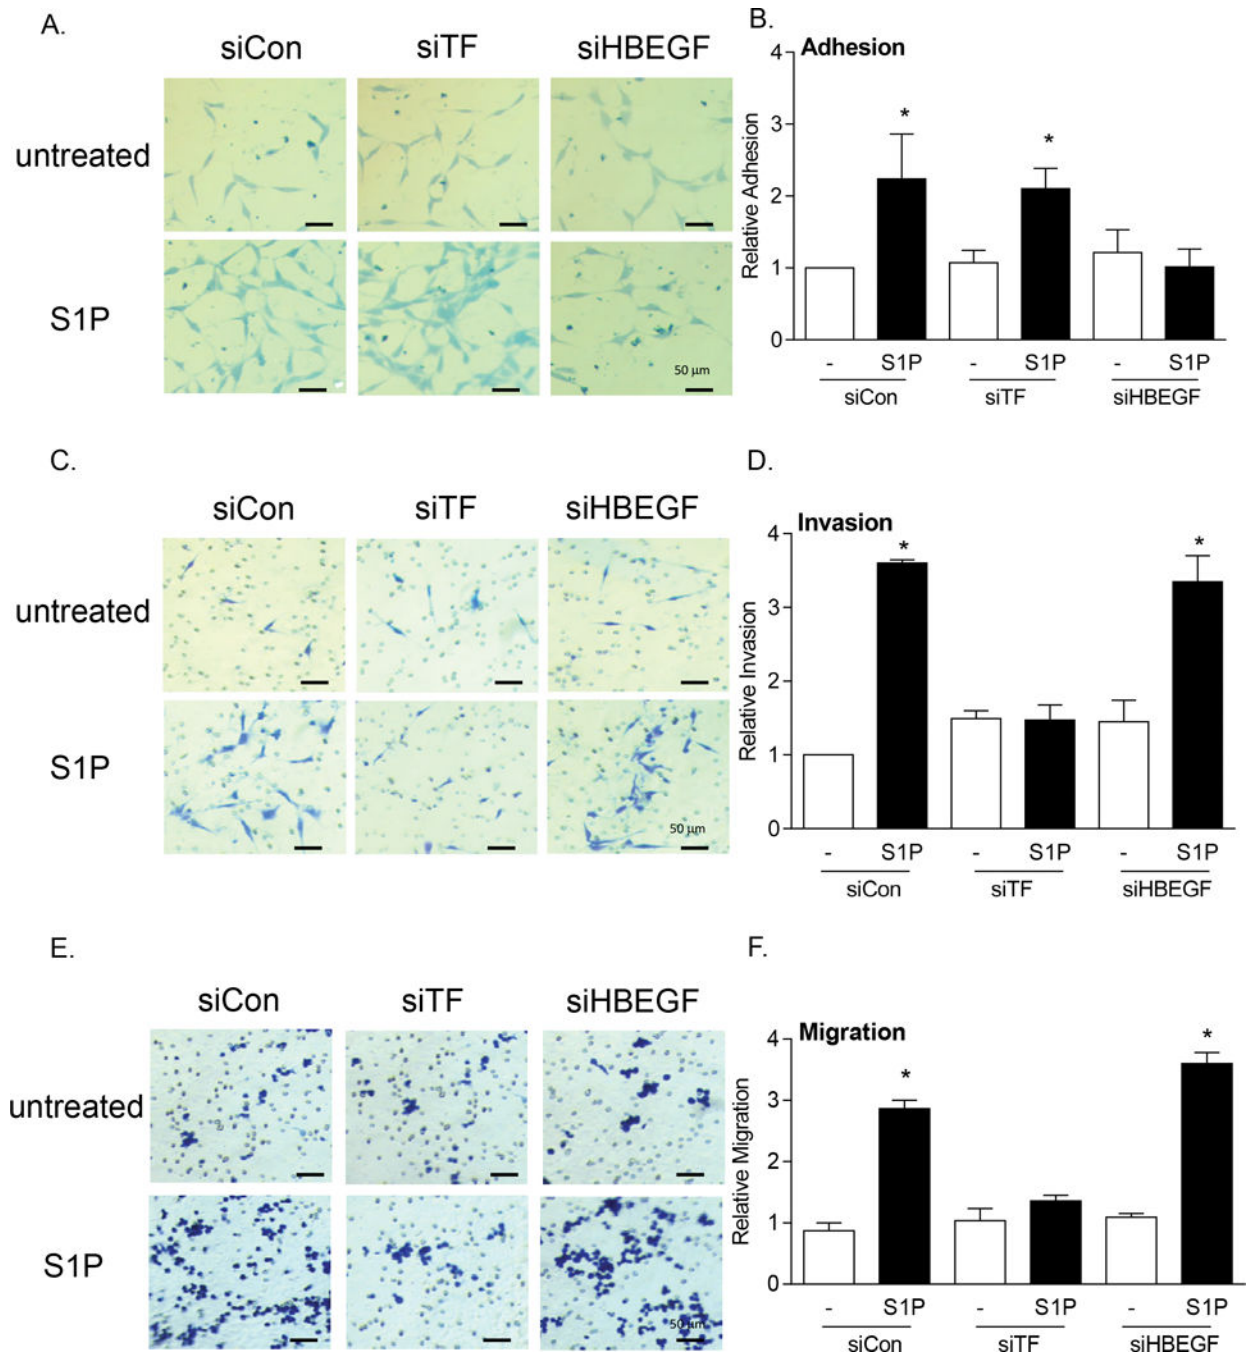 A.
siCon siTF siHBEGF
untreated
S1P
50 µm
B.
Adhesion
Relative Adhesion
4
3
2
1
0
- S1P - S1P - S1P
siCon siTF siHBEGF
* *
C.
siCon siTF siHBEGF
untreated
S1P
50 µm
D.
Invasion
Relative Invasion
4
3
2
1
0
- S1P - S1P - S1P
siCon siTF siHBEGF
* *
E.
siCon siTF siHBEGF
untreated
S1P
50 µm
F.
Migration
Relative Migration
4
3
2
1
0
- S1P - S1P - S1P
siCon siTF siHBEGF
* *